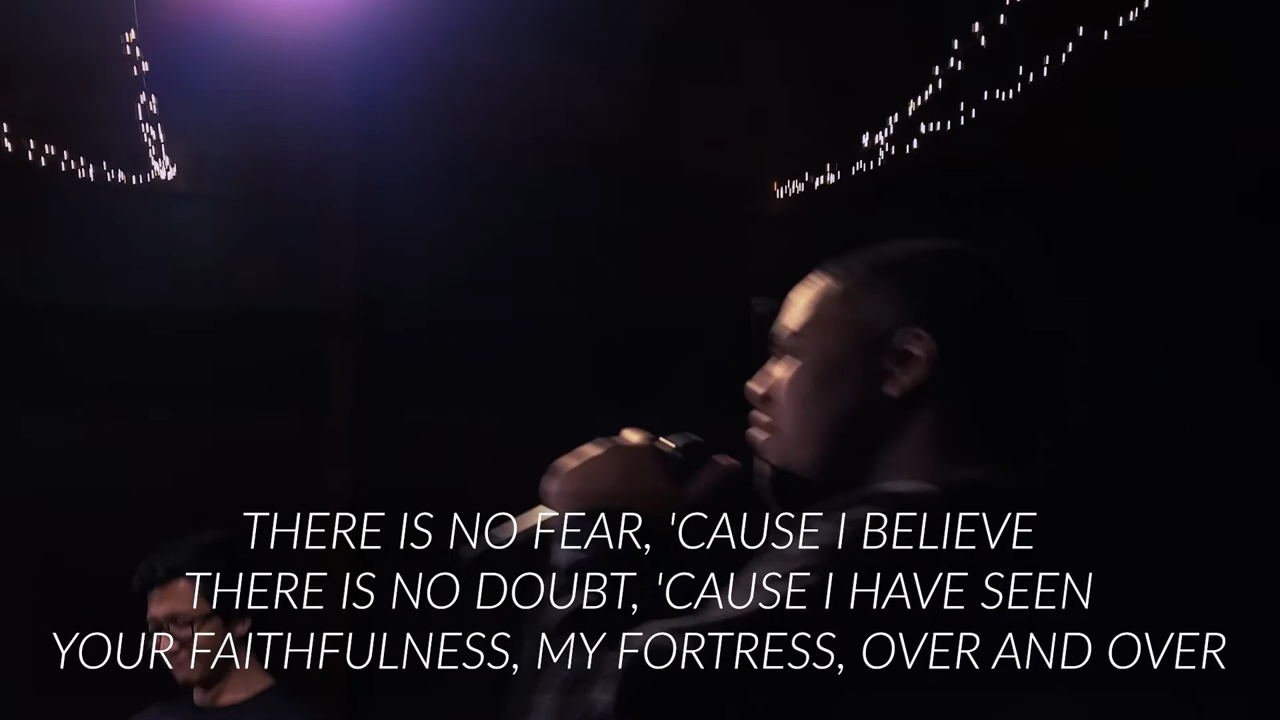 THERE IS NO FEAR, 'CAUSE I BELIEVE
THERE IS NO DOUBT, 'CAUSE I HAVE SEEN
YOUR FAITHFULNESS, MY FORTRESS, OVER AND OVER